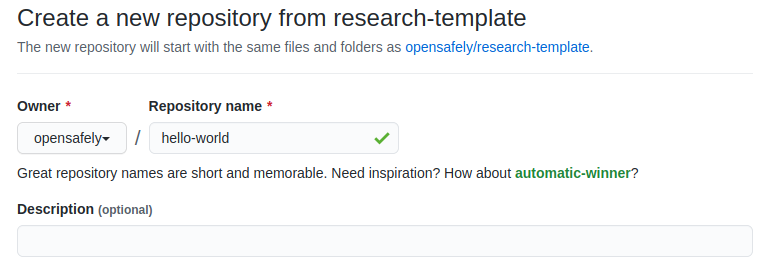 Create a new repository from research-template
The new repository will start with the same files and folders as opensafely/research-template.
Owner * Repository name *
opensafely / hello-world
Great repository names are short and memorable. Need inspiration? How about automatic-winner?
Description (optional)